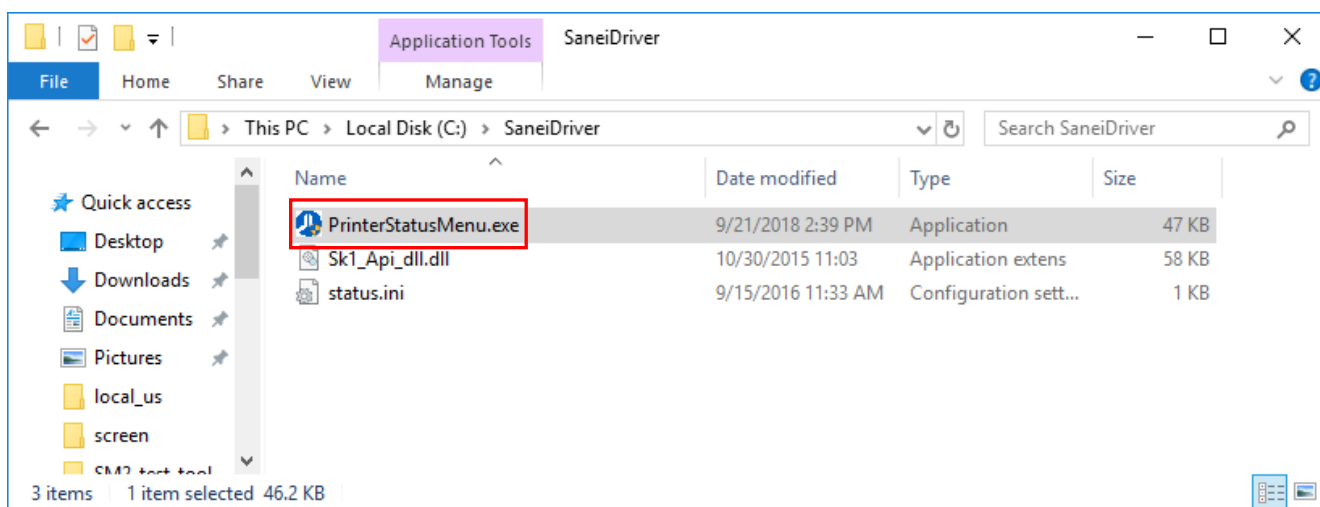 Application Tools SaneiDriver
File Home Share View Manage
This PC > Local Disk (C:) > SaneiDriver Search SaneiDriver
Name Date modified Type Size
Quick access
PrinterStatusMenu.exe 9/21/2018 2:39 PM Application 47 KB
Desktop
Sk1_Api_dll.dll 10/30/2015 11:03 Application extens 58 KB
Downloads
status.ini 9/15/2016 11:33 AM Configuration sett... 1 KB
Documents
Pictures
local_us
screen
SM2_test_tool
3 items 1 item selected 46.2 KB